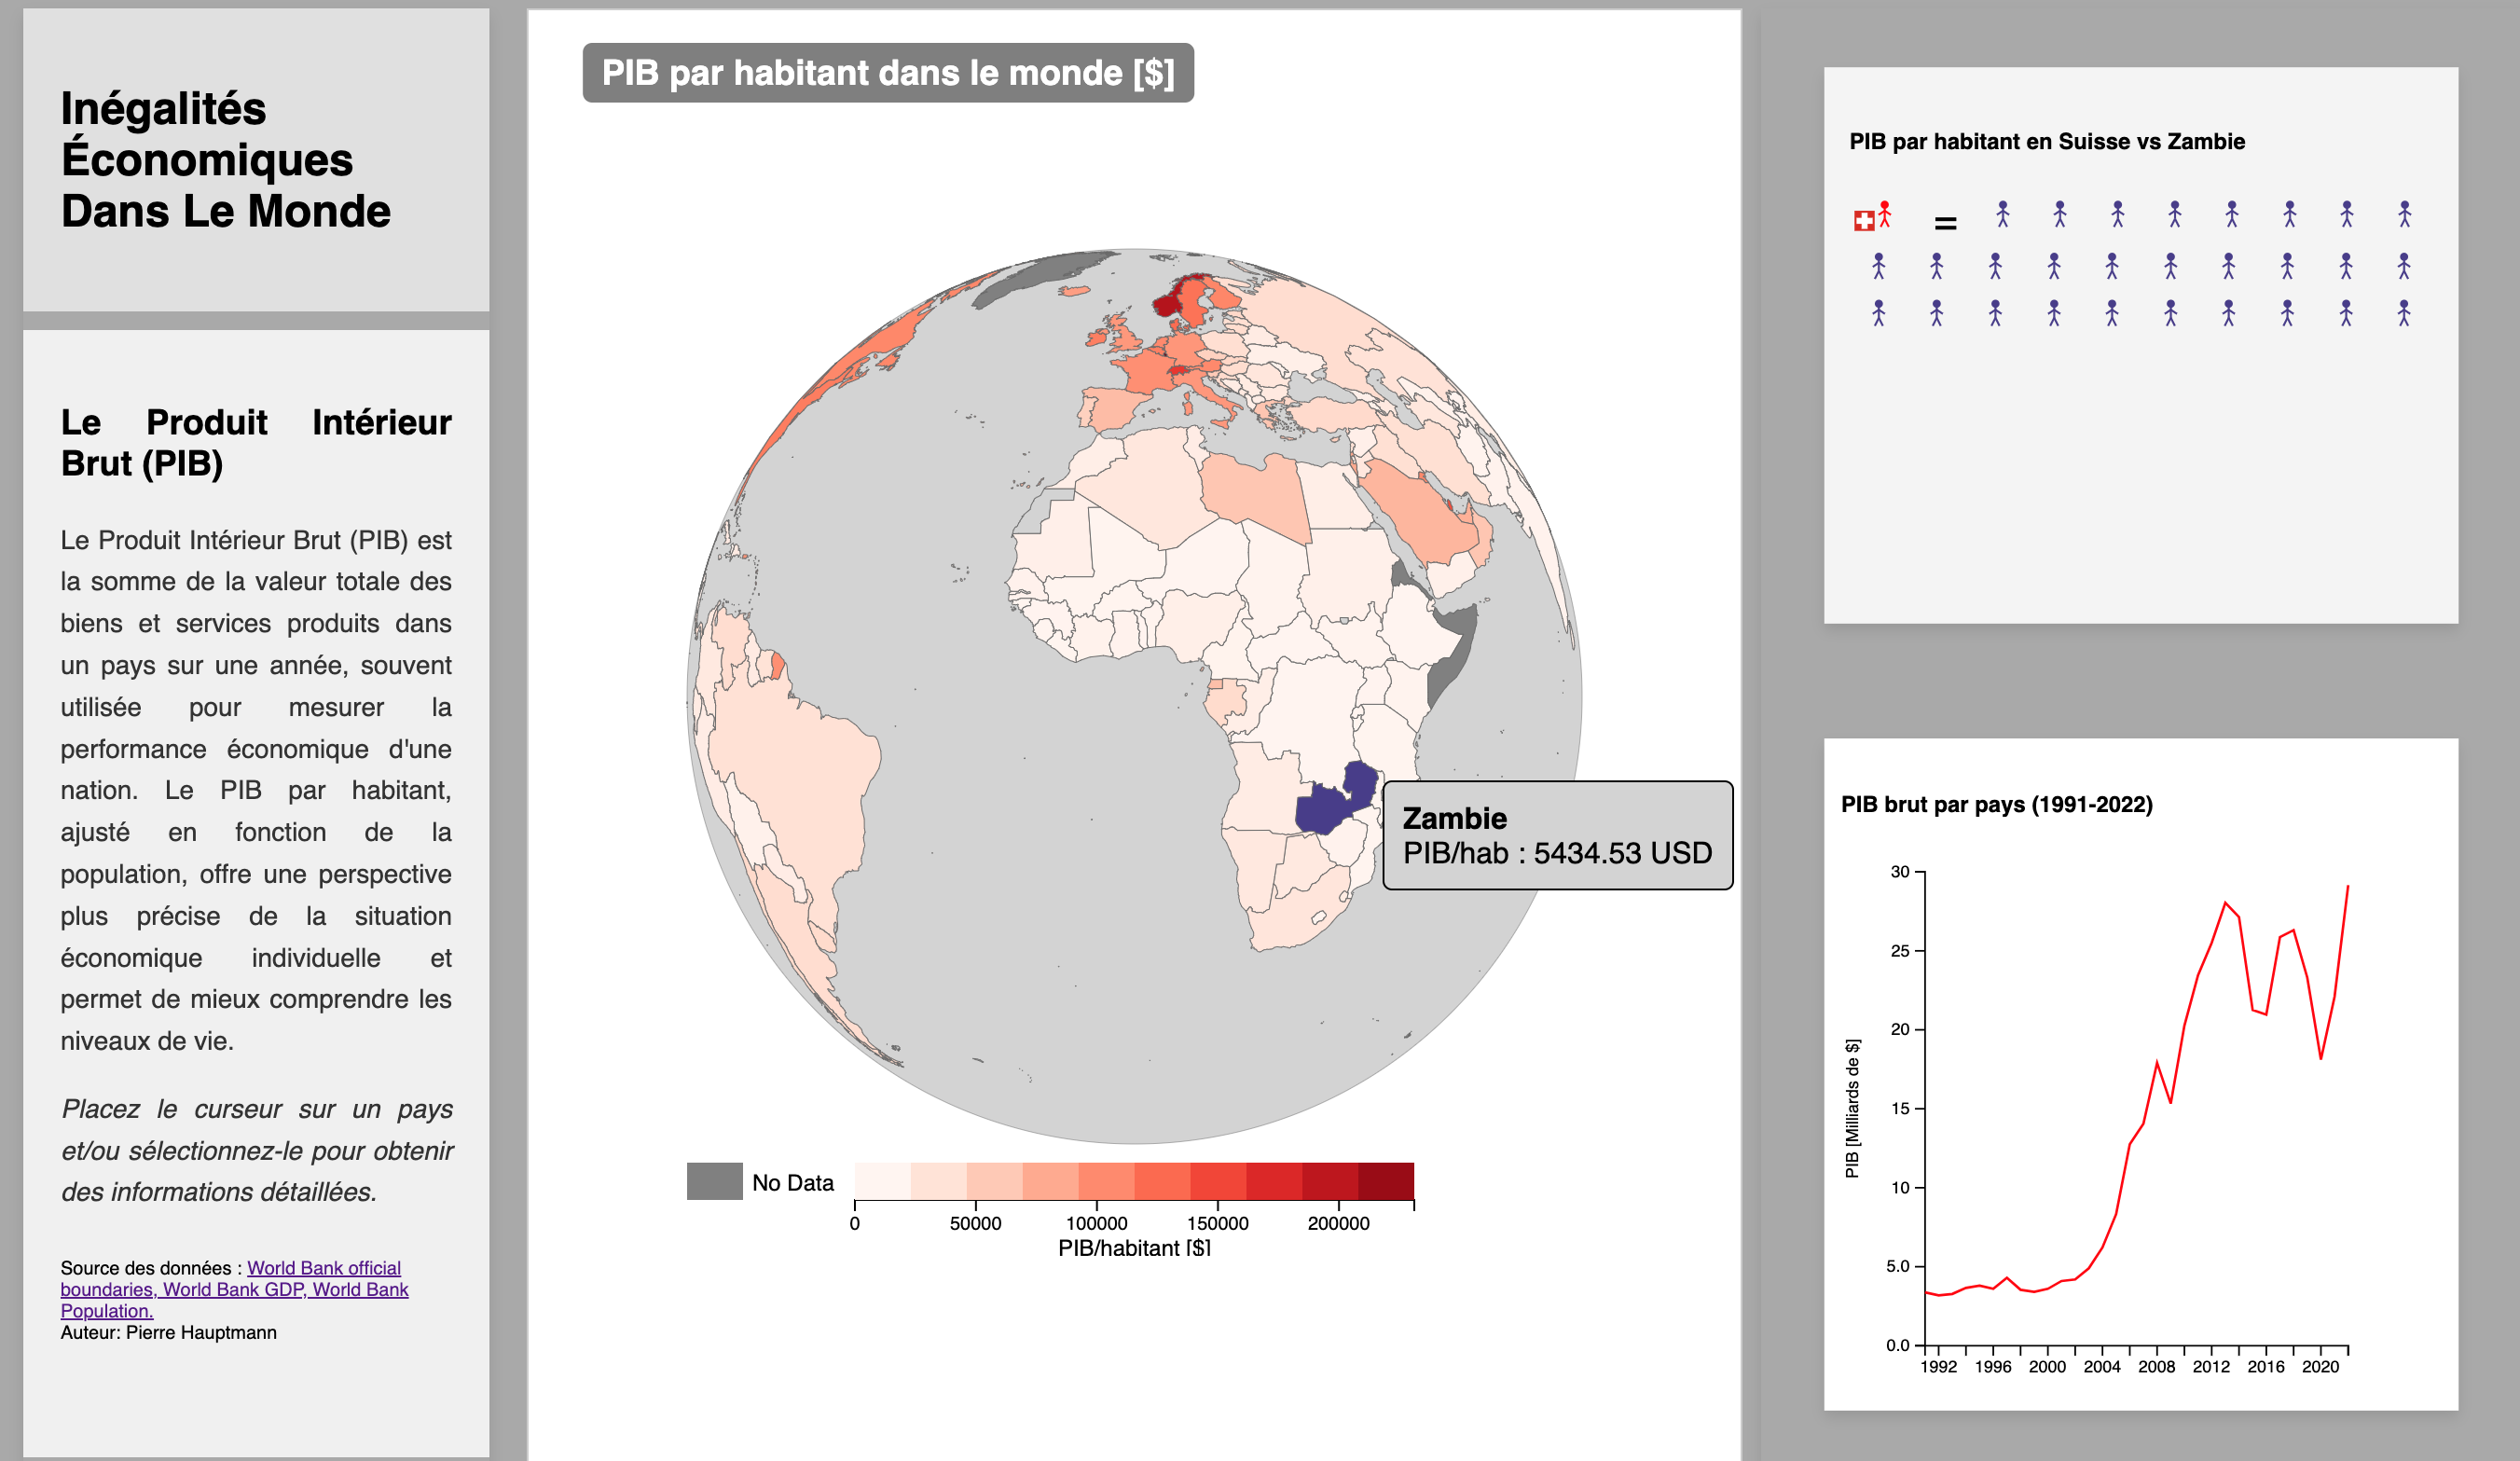 Inégalités
Économiques
Dans Le Monde
Le Produit Intérieur
Brut (PIB)
Le Produit Intérieur Brut (PIB) est
la somme de la valeur totale des
biens et services produits dans
un pays sur une année, souvent
utilisée pour mesurer la
performance économique d'une
nation. Le PIB par habitant,
ajusté en fonction de la
population, offre une perspective
plus précise de la situation
économique individuelle et
permet de mieux comprendre les
niveaux de vie.
Placez le curseur sur un pays
et/ou sélectionnez-le pour obtenir
des informations détaillées.
Source des données : World Bank official
boundaries, World Bank GDP, World Bank
Population.
Auteur: Pierre Hauptmann
PIB par habitant dans le monde [$]
Zambie
PIB/hab : 5434.53 USD
No Data
0 50000 100000 150000 200000
PIB/habitant [$]
PIB par habitant en Suisse vs Zambie
=
PIB brut par pays (1991-2022)
PIB [Milliards de $]
30
25
20
15
10
5.0
0.0
1992 1996 2000 2004 2008 2012 2016 2020